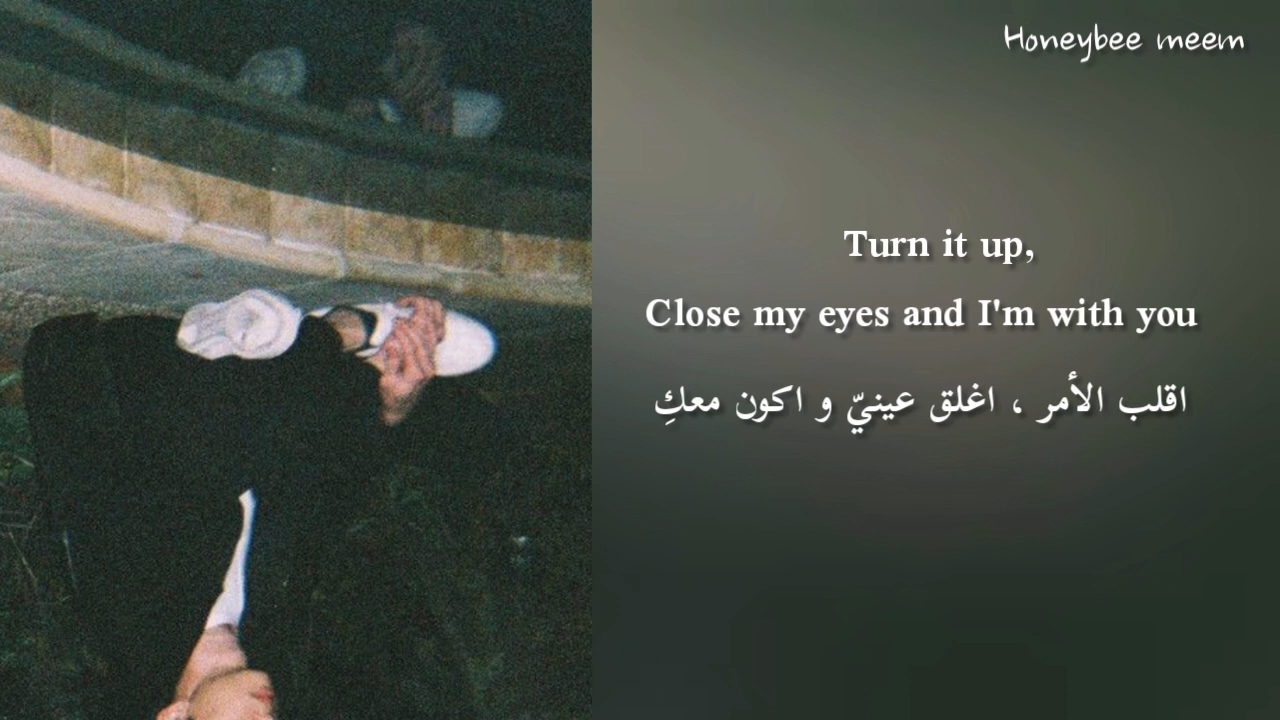 Honeybee meem
Turn it up,
Close my eyes and I'm with you
اقلب الأمر ، اغلق عينيّ و اكون معكِ